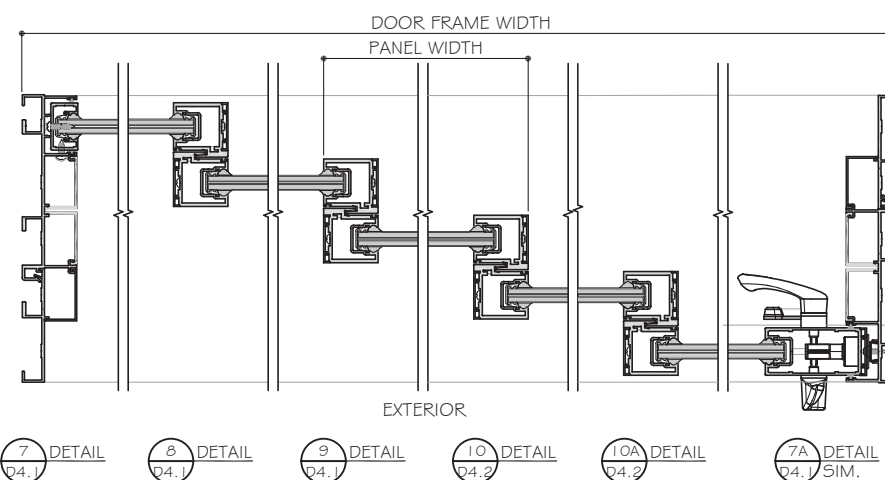 DOOR FRAME WIDTH
PANEL WIDTH
EXTERIOR
7 DETAIL
D4.1
8 DETAIL
D4.1
9 DETAIL
D4.1
10 DETAIL
D4.2
10A DETAIL
D4.2
7A DETAIL
D4.1 SIM.